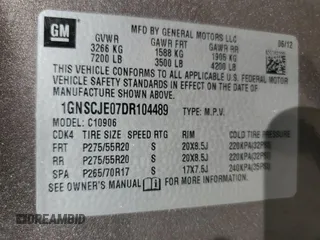 GM
MFD BY GENERAL MOTORS LLC 06/12
GVWR GAWR FRT GAWR RR
3266 KG 1588 KG 1905 KG
7200 LB 3500 LB 4200 LB
THIS VEHICLE CONFORMS TO ALL APPLICABLE U.S. FEDERAL MOTOR VEHICLE SAFETY AND THEFT PREVENTION STANDARDS IN EFFECT ON THE DATE OF MANUFACTURE SHOWN ABOVE.
1GNSCJE07DR104489 TYPE: M.P.V.
MODEL: C10906
CDK4 TIRE SIZE SPEED RTG RIM COLD TIRE PRESSURE
FRT P275/55R20 S 20X8.5J 220KPA(32PSI)
RR P275/55R20 S 20X8.5J 220KPA(32PSI)
SPA P265/70R17 S 17X7.5J 240KPA(35PSI)
SEE OWNER'S MANUAL FOR ADDITIONAL INFORMATION
DREAMBID